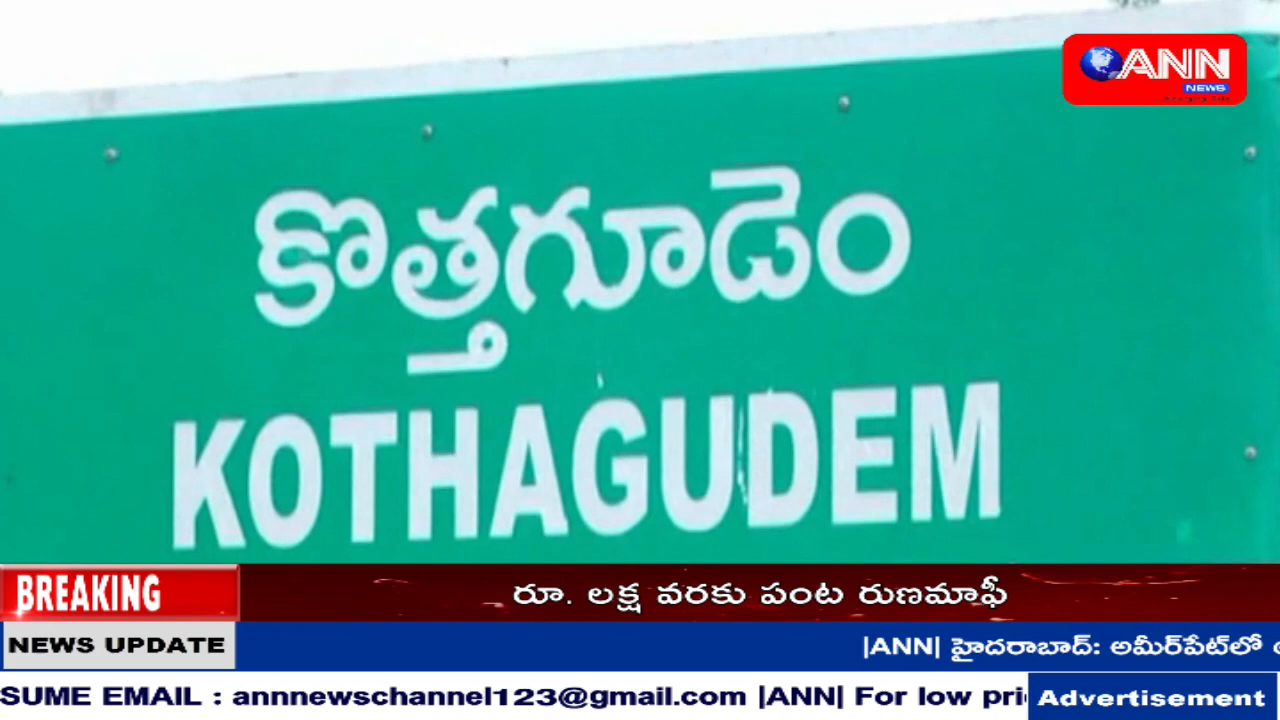 ANN
NEWS
కొత్తగూడెం
KOTHAGUDEM
BREAKING
రూ. లక్ష వరకు పంట రుణమాఫీ
NEWS UPDATE
|ANN| హైదరాబాద్: అమీర్‌పేట్‌లో
SUME EMAIL : annnewschannel123@gmail.com |ANN| For low
Advertisement